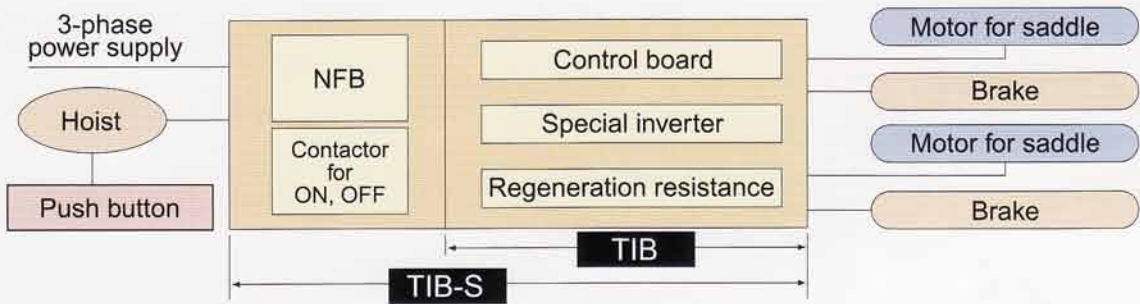 3-phase
power supply
Hoist
Push button
NFB
Contactor
for
ON, OFF
Control board
Special inverter
Regeneration resistance
Motor for saddle
Brake
Motor for saddle
Brake
TIB
TIB-S